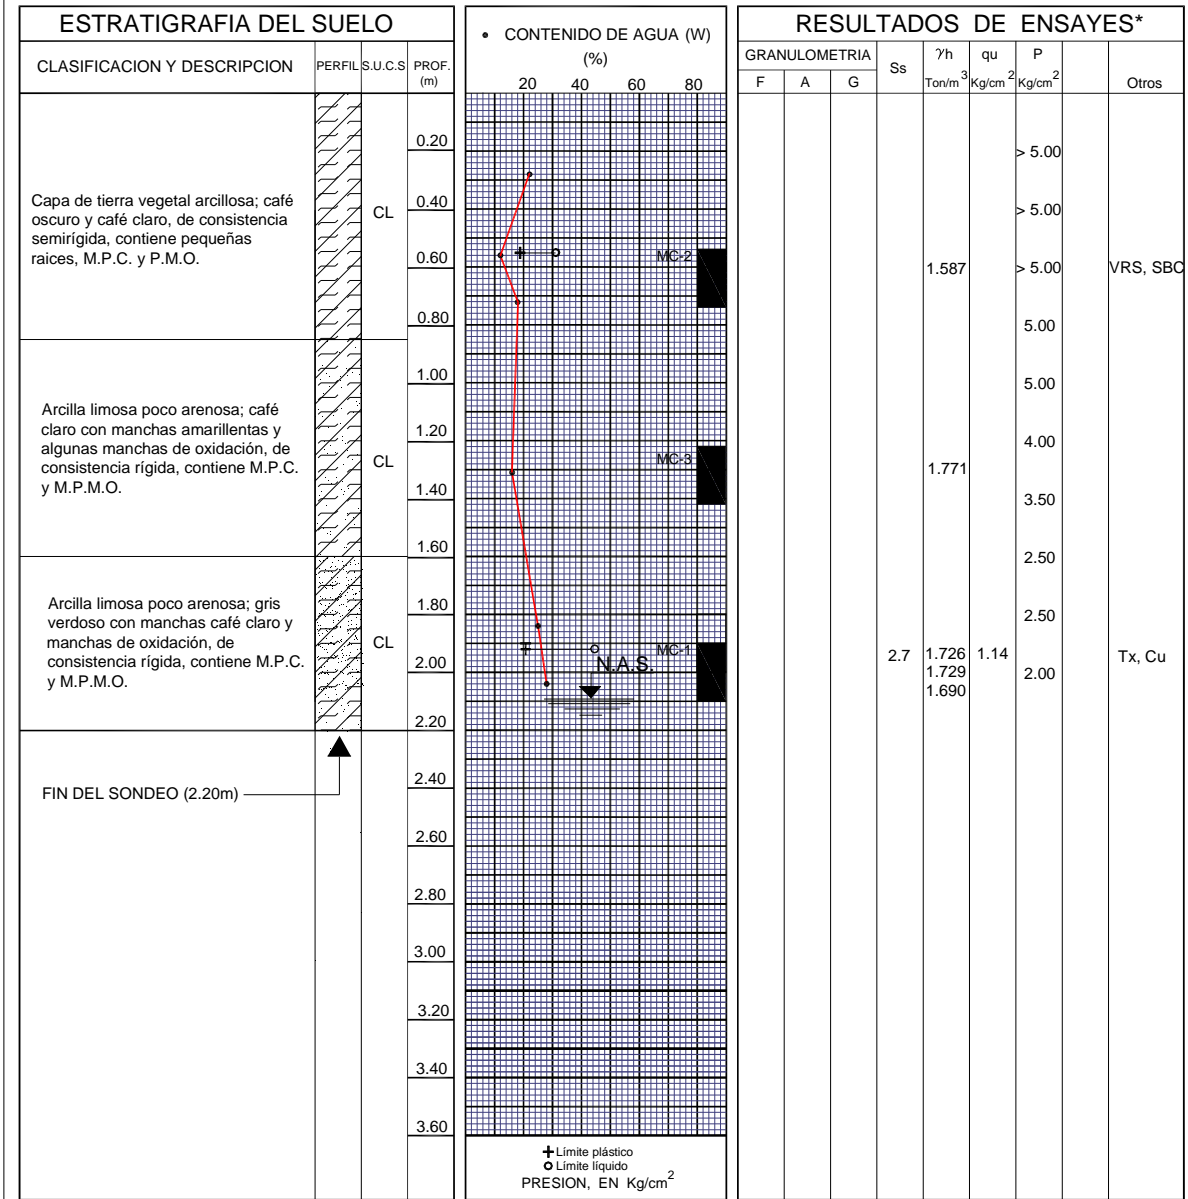 ESTRATIGRAFIA DEL SUELO
CLASIFICACION Y DESCRIPCION
PERFIL
S.U.C.S
PROF.
(m)
• CONTENIDO DE AGUA (W)
(%)
20 40 60 80
RESULTADOS DE ENSAYES*
GRANULOMETRIA
F A G
Ss
γh
Ton/m3
qu
Kg/cm2
P
Kg/cm2
Otros
Capa de tierra vegetal arcillosa; café
oscuro y café claro, de consistencia
semirígida, contiene pequeñas
raices, M.P.C. y P.M.O.
CL
Arcilla limosa poco arenosa; café
claro con manchas amarillentas y
algunas manchas de oxidación, de
consistencia rígida, contiene M.P.C.
y M.P.M.O.
CL
Arcilla limosa poco arenosa; gris
verdoso con manchas café claro y
manchas de oxidación, de
consistencia rígida, contiene M.P.C.
y M.P.M.O.
CL
FIN DEL SONDEO (2.20m)
0.20
0.40
0.60
0.80
1.00
1.20
1.40
1.60
1.80
2.00
2.20
2.40
2.60
2.80
3.00
3.20
3.40
3.60
MC-2
MC-3
MC-1
N.A.S.
Límite plástico
Límite líquido
PRESION, EN Kg/cm2
2.7
1.587
1.771
1.726
1.729
1.690
1.14
> 5.00
> 5.00
> 5.00
5.00
5.00
4.00
3.50
2.50
2.50
2.00
VRS, SBC
Tx, Cu